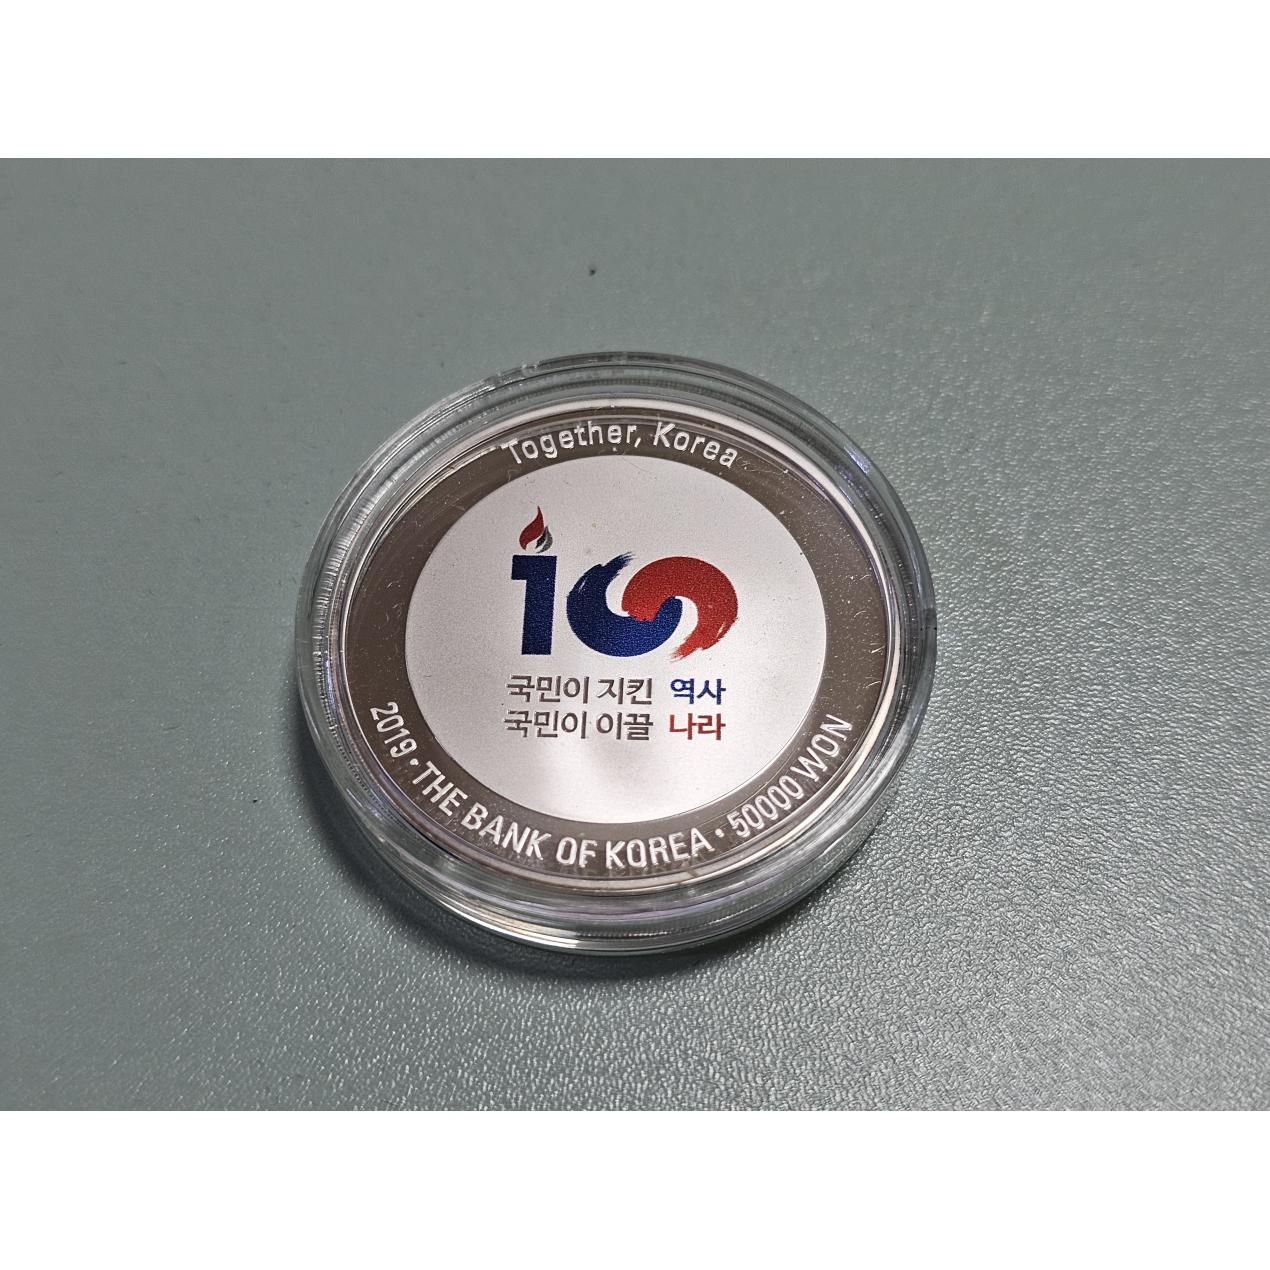 Together, Korea
100
국민이 지킨 역사
국민이 이끌 나라
2019·THE BANK OF KOREA·50000 WON